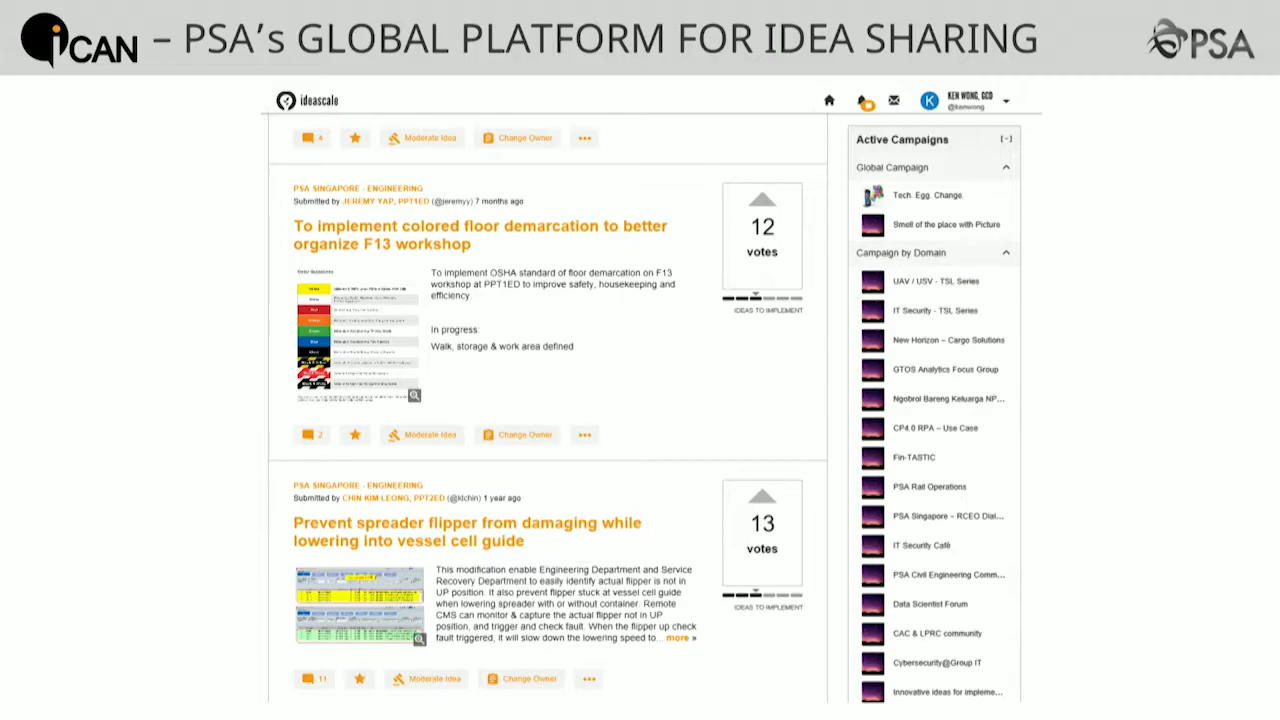 iCAN – PSA's GLOBAL PLATFORM FOR IDEA SHARING
PSA
ideascale
KEN WONG, GCD
@kenwong
4
Moderate Idea
Change Owner
PSA SINGAPORE - ENGINEERING
Submitted by JEREMY YAP, PPT1ED (@jeremyy) 7 months ago
To implement colored floor demarcation to better
organize F13 workshop
To implement OSHA standard of floor demarcation on F13
workshop at PPT1ED to improve safety, housekeeping and
efficiency.
In progress:
Walk, storage & work area defined
12
votes
IDEAS TO IMPLEMENT
2
Moderate Idea
Change Owner
PSA SINGAPORE - ENGINEERING
Submitted by CHIN KIM LEONG, PPT2ED (@klchin) 1 year ago
Prevent spreader flipper from damaging while
lowering into vessel cell guide
This modification enable Engineering Department and Service
Recovery Department to easily identify actual flipper is not in
UP position. It also prevent flipper stuck at vessel cell guide
when lowering spreader with or without container. Remote
CMS can monitor & capture the actual flipper not in UP
position, and trigger and check fault. When the flipper up check
fault triggered, it will slow down the lowering speed to... more »
13
votes
IDEAS TO IMPLEMENT
11
Moderate Idea
Change Owner
Active Campaigns [-]
Global Campaign
Tech. Egg. Change.
Smell of the place with Picture
Campaign by Domain
UAV / USV - TSL Series
IT Security - TSL Series
New Horizon – Cargo Solutions
GTOS Analytics Focus Group
Ngobrol Bareng Keluarga NP...
CP4.0 RPA – Use Case
Fin-TASTIC
PSA Rail Operations
PSA Singapore – RCEO Dial...
IT Security Café
PSA Civil Engineering Comm...
Data Scientist Forum
CAC & LPRC community
Cybersecurity@Group IT
Innovative ideas for impleme...